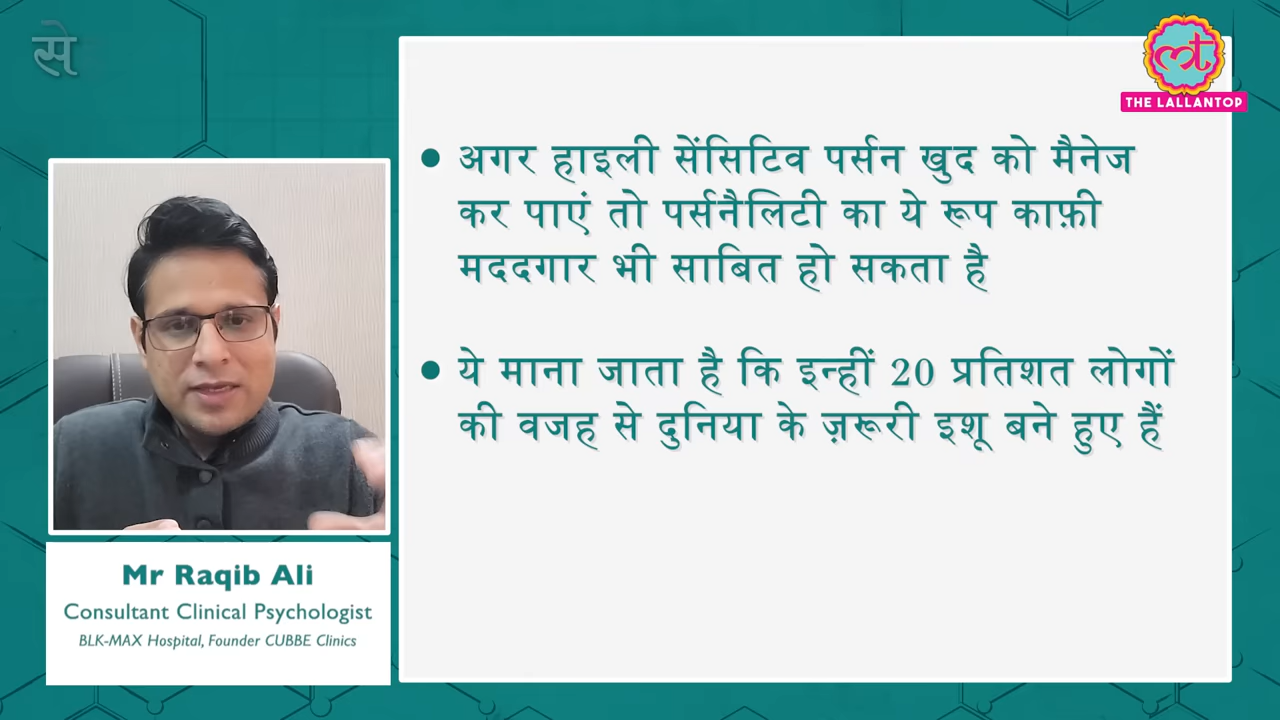 से
THE LALLANTOP
अगर हाइली सेंसिटिव पर्सन खुद को मैनेज
कर पाएं तो पर्सनैलिटी का ये रूप काफ़ी
मददगार भी साबित हो सकता है
ये माना जाता है कि इन्हीं 20 प्रतिशत लोगों
की वजह से दुनिया के ज़रूरी इशू बने हुए हैं
Mr Raqib Ali
Consultant Clinical Psychologist
BLK-MAX Hospital, Founder CUBBE Clinics